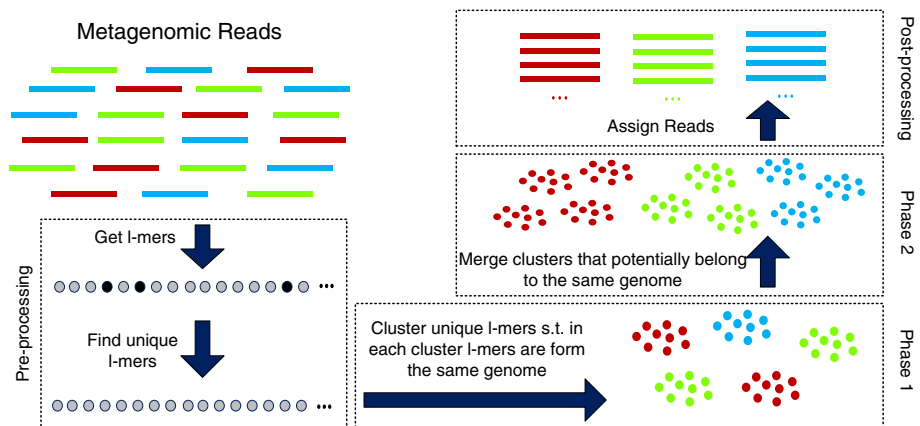 Metagenomic Reads
Get l-mers
...
Find unique
l-mers
...
Pre-processing
Cluster unique l-mers s.t. in
each cluster l-mers are form
the same genome
Phase 1
Merge clusters that potentially belong
to the same genome
Phase 2
... ... ...
Assign Reads
Post-processing